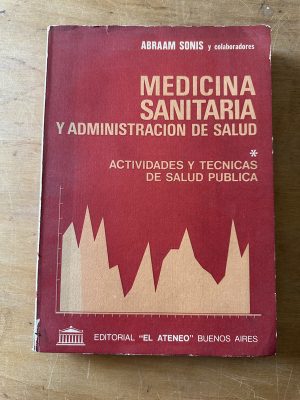 ABRAAM SONIS y colaboradores
MEDICINA
SANITARIA
Y ADMINISTRACION DE SALUD
*
ACTIVIDADES Y TECNICAS
DE SALUD PUBLICA
EDITORIAL "EL ATENEO" BUENOS AIRES